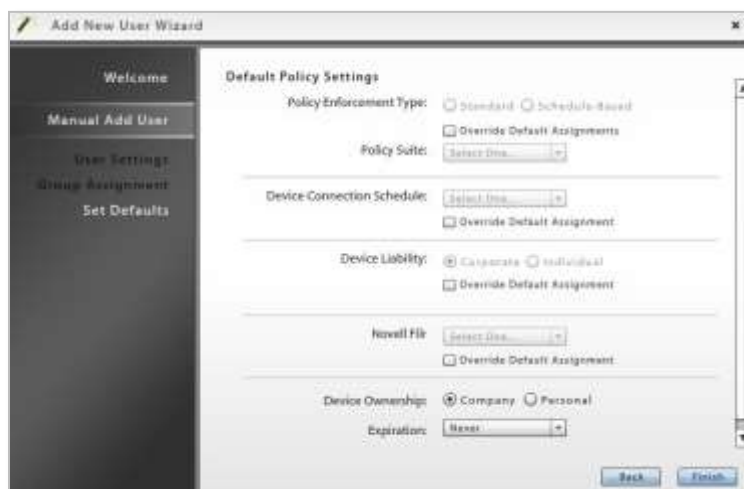 Add New User Wizard
Welcome
Manual Add User
User Settings
Group Assignment
Set Defaults
Default Policy Settings
Policy Enforcement Type: Standard Schedule-Based
Override Default Assignments
Policy Suite: Select One...
Device Connection Schedule: Select One...
Override Default Assignment
Device Liability: Corporate Individual
Override Default Assignment
Novell Filr Select One...
Override Default Assignment
Device Ownership: Company Personal
Expiration: Never
Back Finish